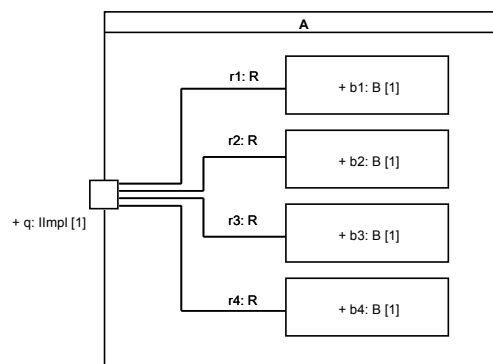 A
r1: R
+ b1: B [1]
r2: R
+ b2: B [1]
+ q: IImpl [1]
r3: R
+ b3: B [1]
r4: R
+ b4: B [1]